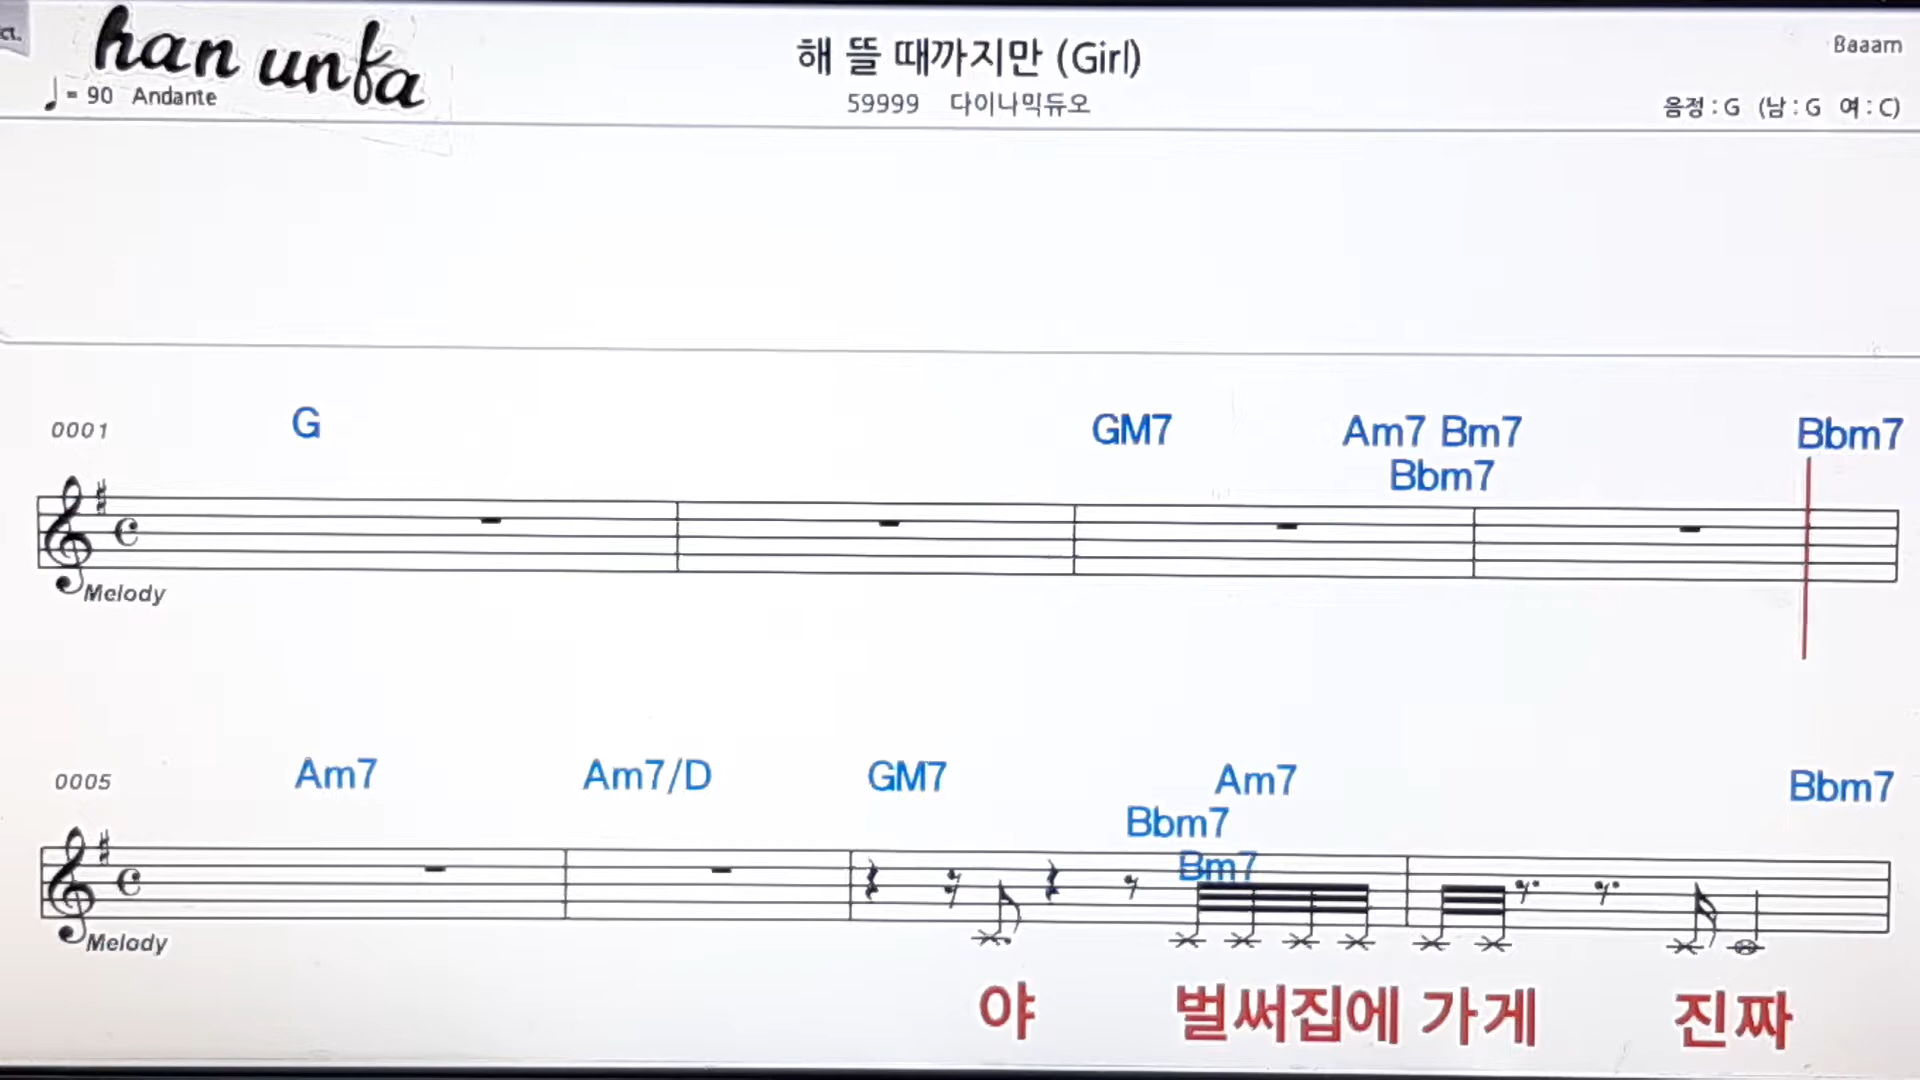 ct.
han unfa
해 뜰 때까지만 (Girl)
Baaam
♩ = 90 Andante
59999 다이나믹듀오
음정 : G (남 : G 여 : C)
0001 G GM7 Am7 Bm7 Bbm7
Bbm7
Melody
0005 Am7 Am7/D GM7 Am7 Bbm7
Bbm7
Bm7
Melody
야 벌써집에 가게 진짜